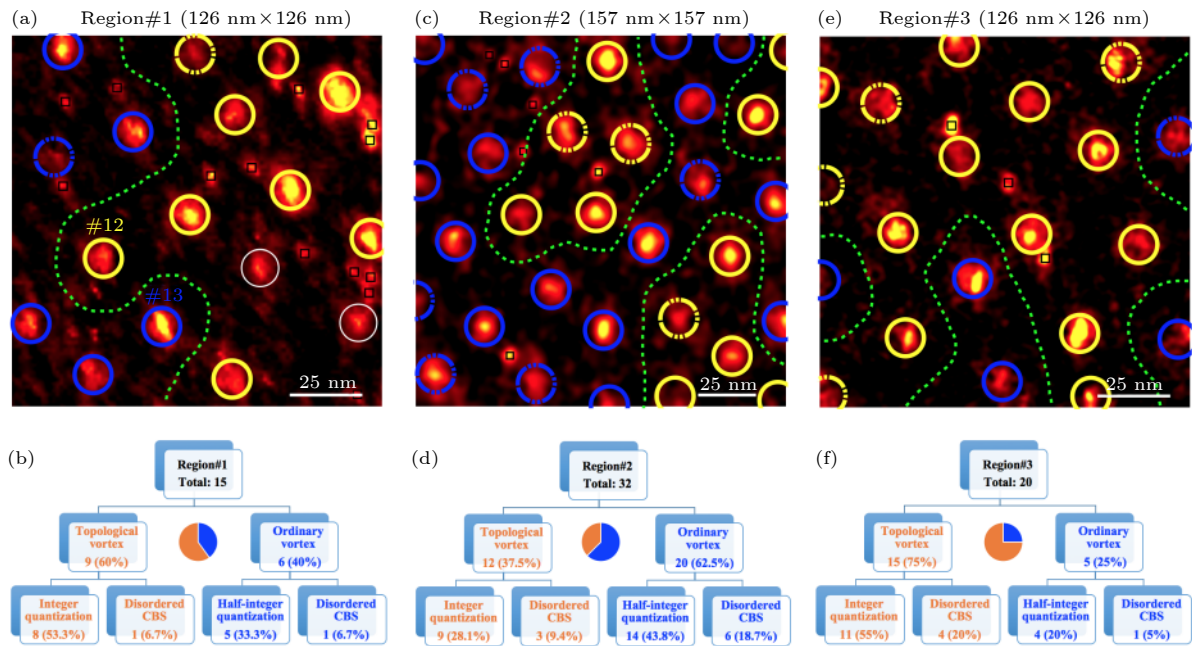 (a) Region#1 (126 nm×126 nm)
(c) Region#2 (157 nm×157 nm)
(e) Region#3 (126 nm×126 nm)
#12
#13
25 nm
25 nm
25 nm
(b)
Region#1
Total: 15
Topological
vortex
9 (60%)
Ordinary
vortex
6 (40%)
Integer
quantization
8 (53.3%)
Disordered
CBS
1 (6.7%)
Half-integer
quantization
5 (33.3%)
Disordered
CBS
1 (6.7%)
(d)
Region#2
Total: 32
Topological
vortex
12 (37.5%)
Ordinary
vortex
20 (62.5%)
Integer
quantization
9 (28.1%)
Disordered
CBS
3 (9.4%)
Half-integer
quantization
14 (43.8%)
Disordered
CBS
6 (18.7%)
(f)
Region#3
Total: 20
Topological
vortex
15 (75%)
Ordinary
vortex
5 (25%)
Integer
quantization
11 (55%)
Disordered
CBS
4 (20%)
Half-integer
quantization
4 (20%)
Disordered
CBS
1 (5%)